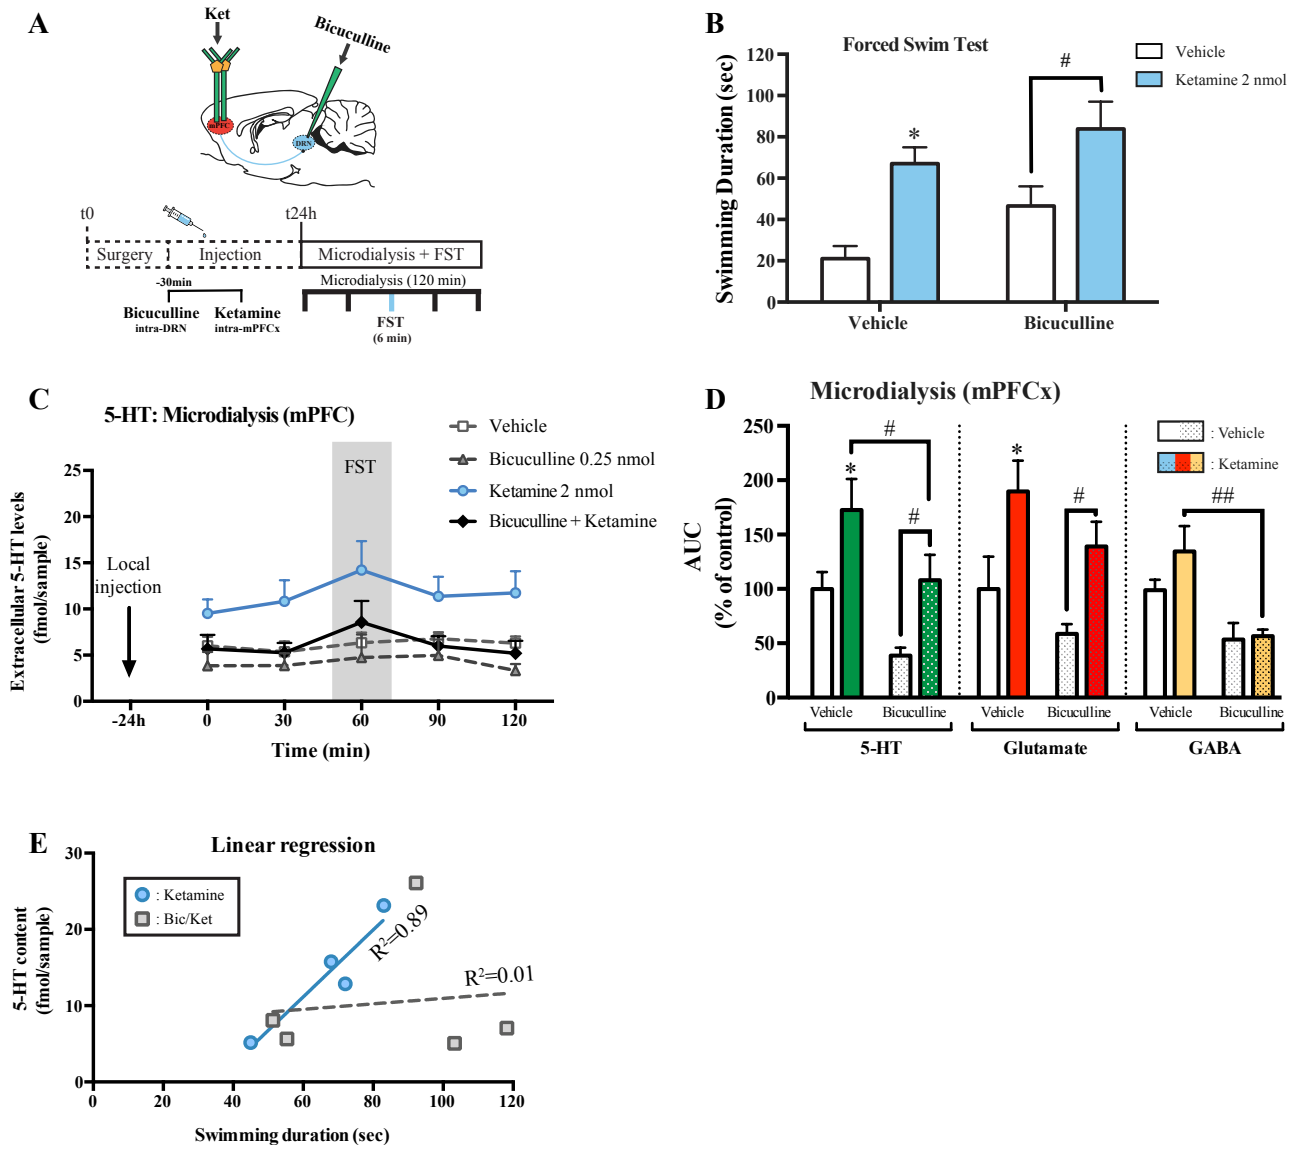 A
Ket
Bicuculline
mPFC
DRN
t0
t24h
Surgery
Injection
Microdialysis + FST
-30min
Microdialysis (120 min)
Bicuculline
intra-DRN
Ketamine
intra-mPFCx
FST
(6 min)
B
Forced Swim Test
Vehicle
Ketamine 2 nmol
Swimming Duration (sec)
120
100
80
60
40
20
0
*
#
Vehicle
Bicuculline
C
5-HT: Microdialysis (mPFC)
Vehicle
Bicuculline 0.25 nmol
Ketamine 2 nmol
Bicuculline + Ketamine
FST
Extracellular 5-HT levels
(fmol/sample)
25
20
15
10
5
0
Local
injection
-24h
0
30
60
90
120
Time (min)
D
Microdialysis (mPFCx)
: Vehicle
: Ketamine
AUC
(% of control)
250
200
150
100
50
0
*
#
#
*
#
##
Vehicle
Bicuculline
Vehicle
Bicuculline
Vehicle
Bicuculline
5-HT
Glutamate
GABA
E
Linear regression
: Ketamine
: Bic/Ket
5-HT content
(fmol/sample)
30
20
10
0
R²=0.89
R²=0.01
0
20
40
60
80
100
120
Swimming duration (sec)